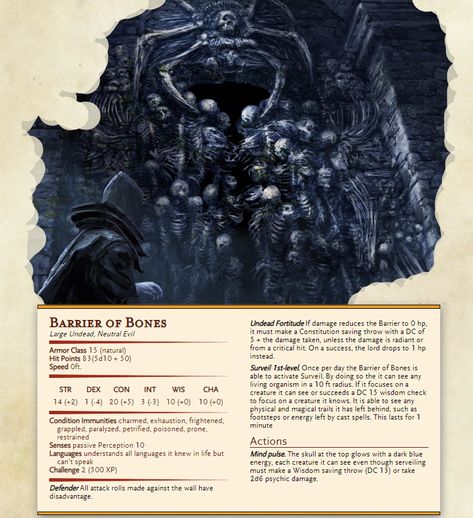 BARRIER OF BONES
Large Undead, Neutral Evil
Armor Class 15 (natural)
Hit Points 83(5d10 + 50)
Speed 0ft.
STR DEX CON INT WIS CHA
14 (+2) 1 (-4) 20 (+5) 3 (-3) 10 (+0) 10 (+0)
Condition Immunities charmed, exhaustion, frightened,
grappled, paralyzed, petrified, poisoned, prone,
restrained
Senses passive Perception 10
Languages understands all languages it knew in life but
can't speak
Challenge 2 (500 XP)
Defender All attack rolls made against the wall have
disadvantage.
Undead Fortitude If damage reduces the Barrier to 0 hp,
it must make a Constitution saving throw with a DC of
5 + the damage taken, unless the damage is radiant or
from a critical hit. On a success, the lord drops to 1 hp
instead.
Surveil 1st-level. Once per day the Barrier of Bones is
able to activate Surveil. By doing so the it can see any
living organism in a 10 ft radius. If it focuses on a
creature it can see or succeeds a DC 15 wisdom check
to focus on a creature it knows. It is able to see any
physical and magical trails it has left behind, such as
footsteps or energy left by cast spells. This lasts for 1
minute
Actions
Mind pulse. The skull at the top glows with a dark blue
energy, each creature it can see even though serveiling
must make a Wisdom saving throw (DC 13) or take
2d6 psychic damage.